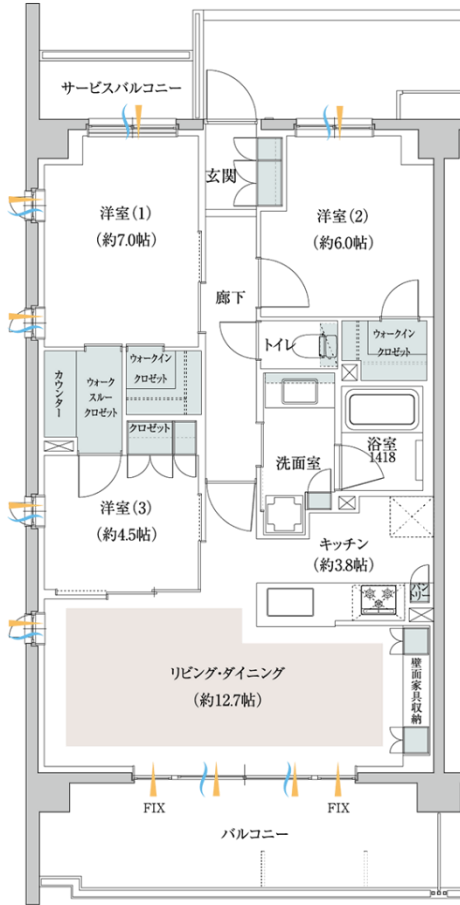 サービスバルコニー
玄関
洋室(1)
(約7.0帖)
洋室(2)
(約6.0帖)
廊下
トイレ
ウォークイン
クロゼット
カウンター
ウォーク
スルー
クロゼット
ウォークイン
クロゼット
クロゼット
浴室
1418
洗面室
洋室(3)
(約4.5帖)
キッチン
(約3.8帖)
パン
トリー
リビング・ダイニング
(約12.7帖)
壁面家具収納
FIX
FIX
バルコニー